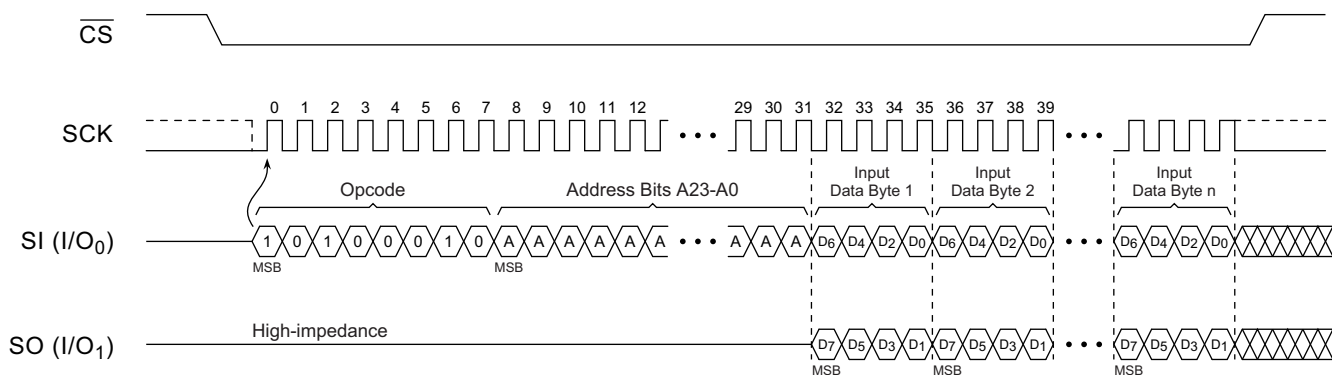 CS
0 1 2 3 4 5 6 7 8 9 10 11 12 29 30 31 32 33 34 35 36 37 38 39
SCK • • • • • • •
Opcode
Address Bits A23-A0
Input
Data Byte 1
Input
Data Byte 2
Input
Data Byte n
SI (I/O0) 1 0 1 0 0 0 1 0 A A A A A A • • • A A A D6 D4 D2 D0 D6 D4 D2 D0 • • • • D6 D4 D2 D0
MSB MSB
High-impedance
SO (I/O1) D7 D5 D3 D1 D7 D5 D3 D1 • • • • D7 D5 D3 D1
MSB MSB MSB